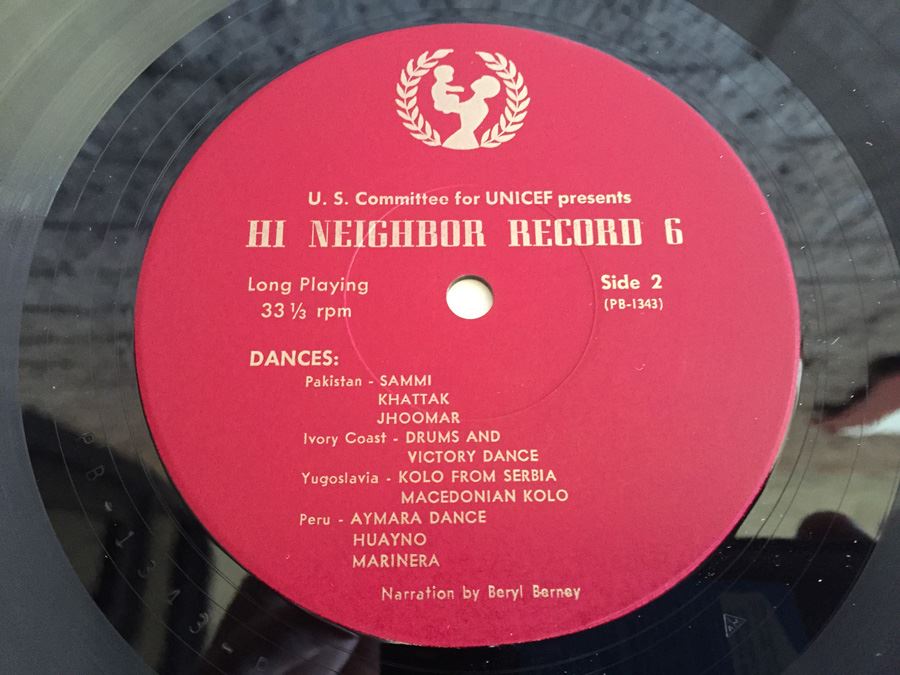 U. S. Committee for UNICEF presents
HI NEIGHBOR RECORD 6
Long Playing
33 ⅓ rpm
Side 2
(PB-1343)
DANCES:
Pakistan - SAMMI
KHATTAK
JHOOMAR
Ivory Coast - DRUMS AND
VICTORY DANCE
Yugoslavia - KOLO FROM SERBIA
MACEDONIAN KOLO
Peru - AYMARA DANCE
HUAYNO
MARINERA
Narration by Beryl Berney